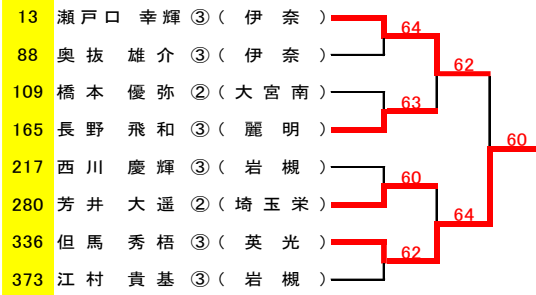 13 瀬戸口 幸輝 ③ ( 伊 奈 )
64
88 奥抜 雄介 ③ ( 伊 奈 )
62
109 橋本 優弥 ② ( 大宮南 )
63
165 長野 飛和 ③ ( 麗 明 )
60
217 西川 慶輝 ③ ( 岩 槻 )
60
280 芳井 大遥 ② ( 埼玉栄 )
64
336 但馬 秀梧 ③ ( 英 光 )
62
373 江村 貴基 ③ ( 岩 槻 )